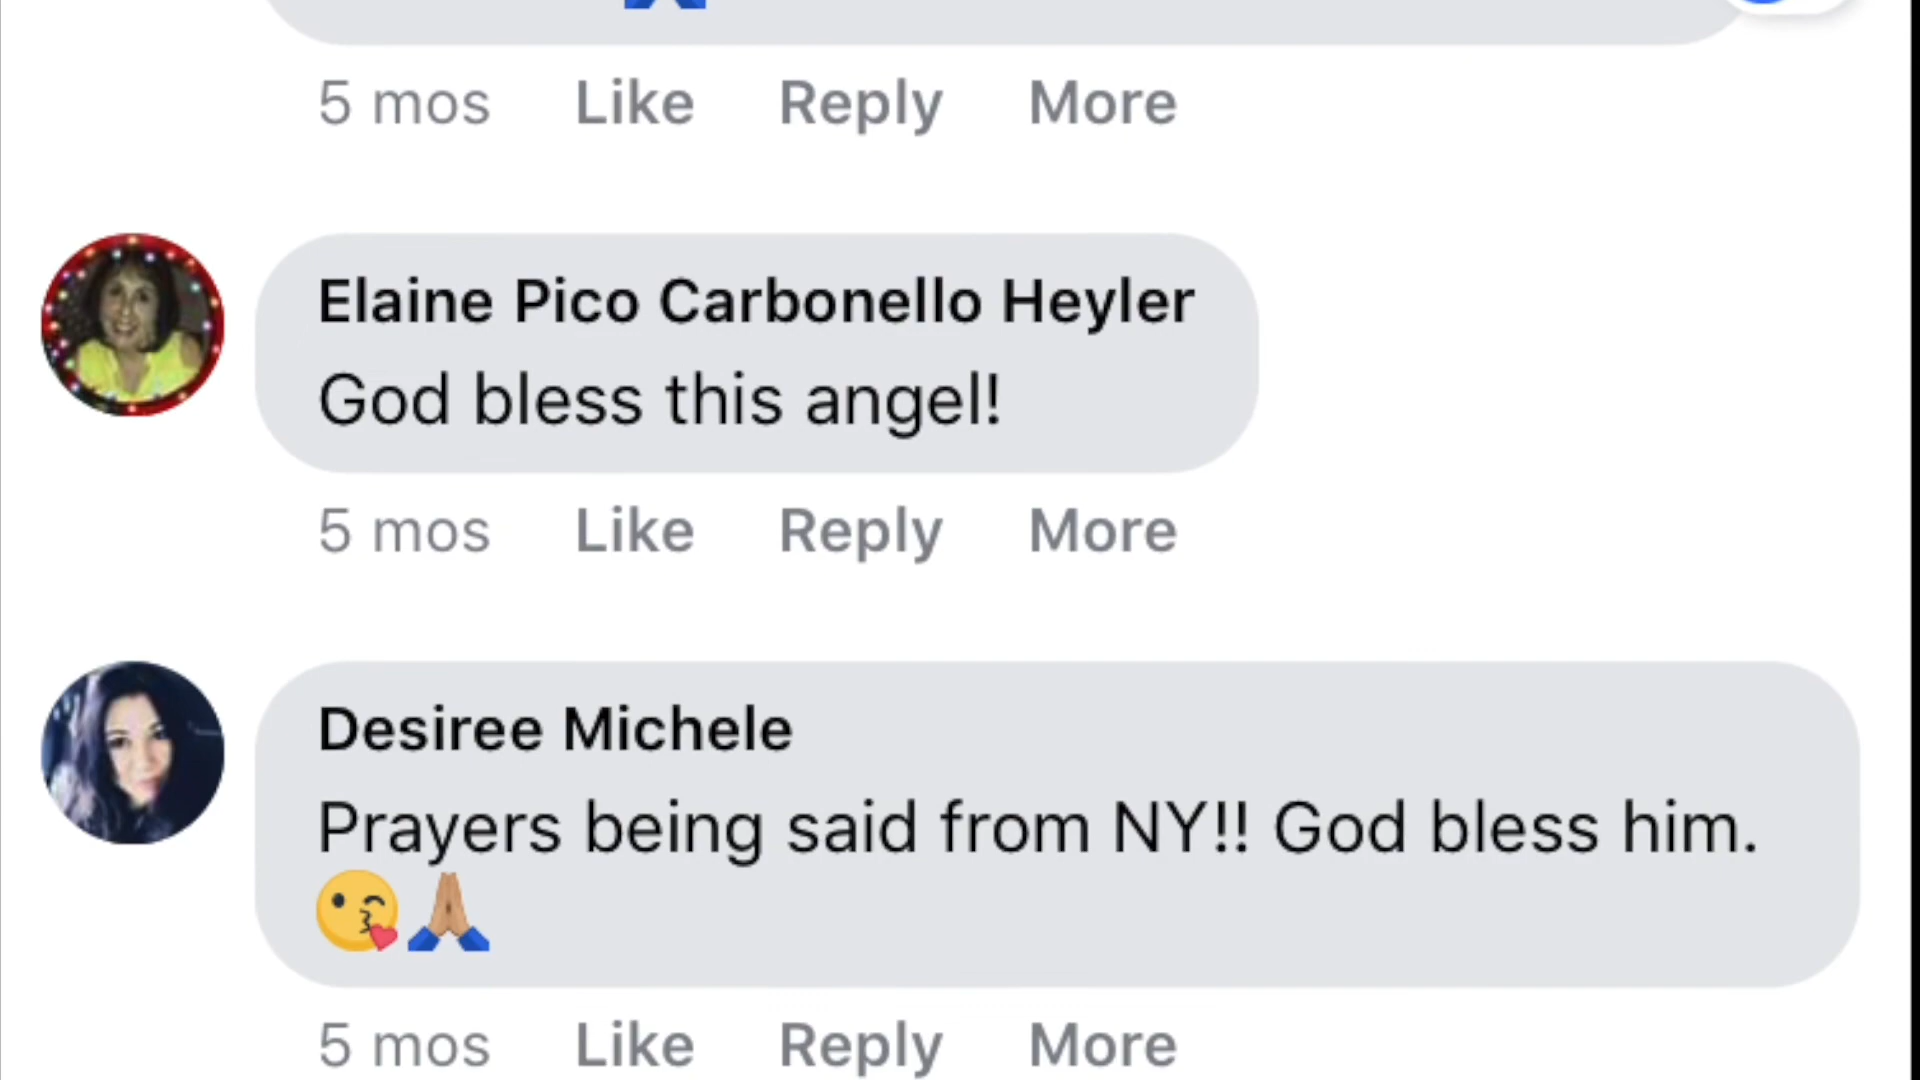 5 mos Like Reply More
Elaine Pico Carbonello Heyler
God bless this angel!
5 mos Like Reply More
Desiree Michele
Prayers being said from NY!! God bless him.
😘🙏🏽
5 mos Like Reply More